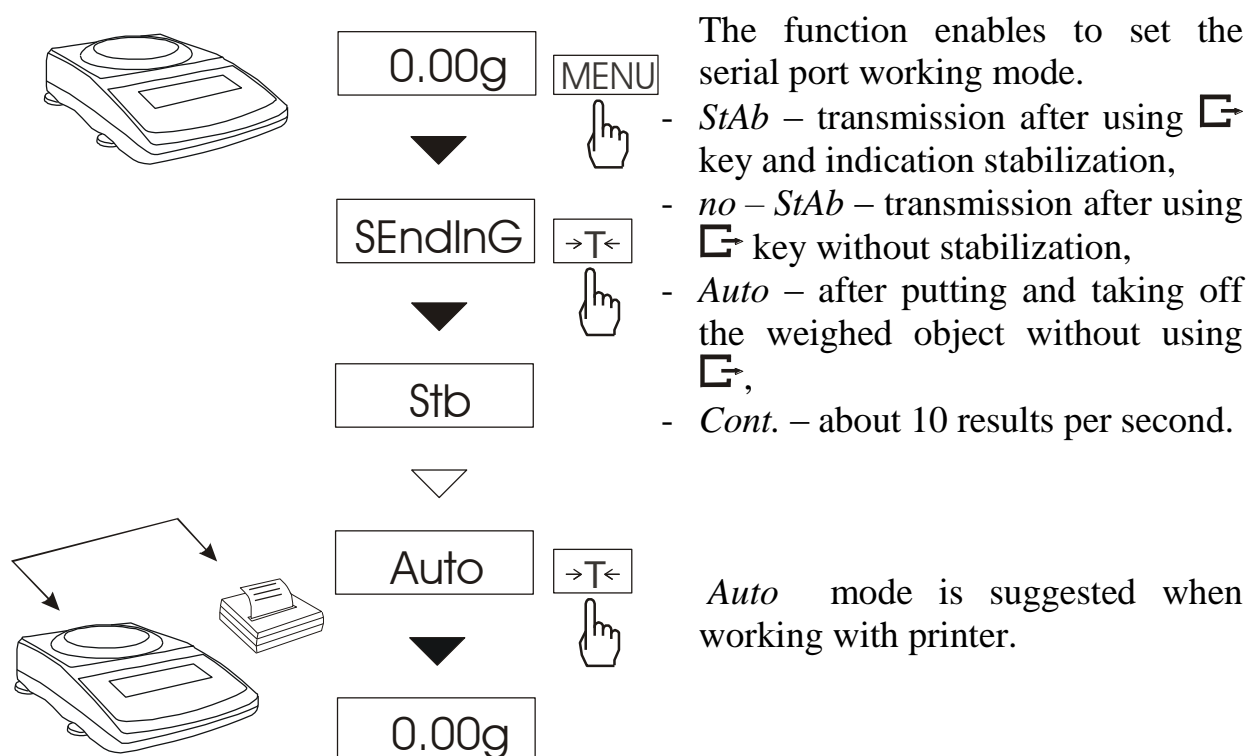 0.00g
MENU
SEndInG
→T←
Stb
Auto
→T←
0.00g
The function enables to set the
serial port working mode.
- StAb – transmission after using
key and indication stabilization,
- no – StAb – transmission after using
key without stabilization,
- Auto – after putting and taking off
the weighed object without using
,
- Cont. – about 10 results per second.
Auto mode is suggested when
working with printer.